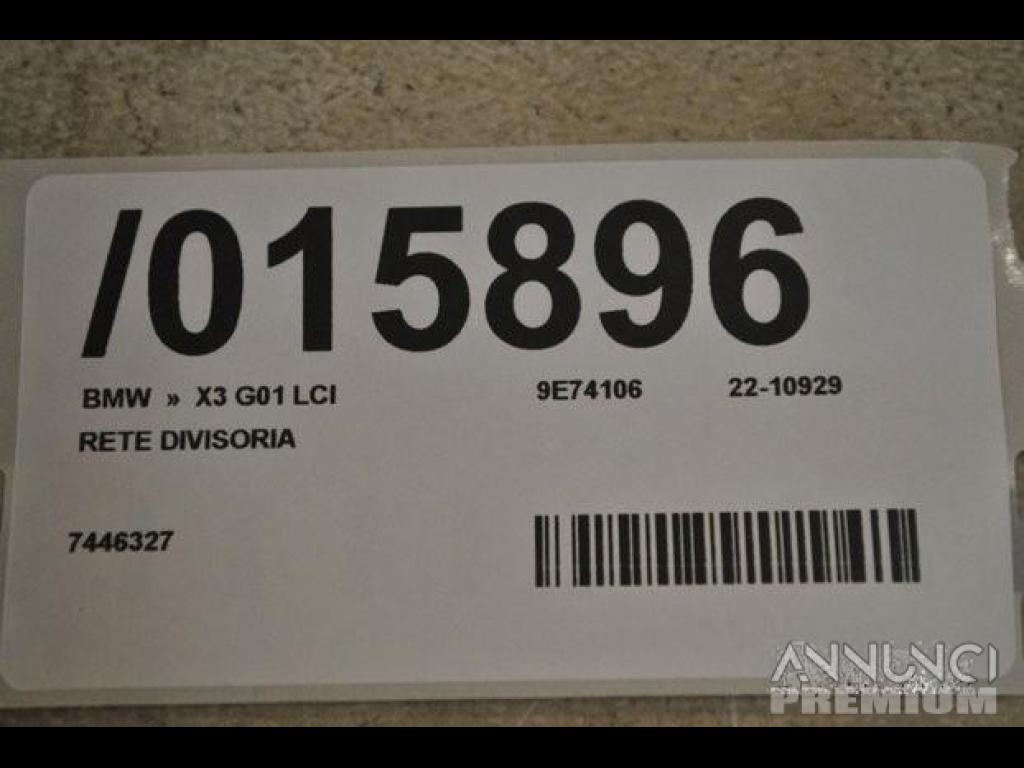 /015896
BMW » X3 G01 LCI 9E74106 22-10929
RETE DIVISORIA
7446327
ANNUNCI
PREMIUM